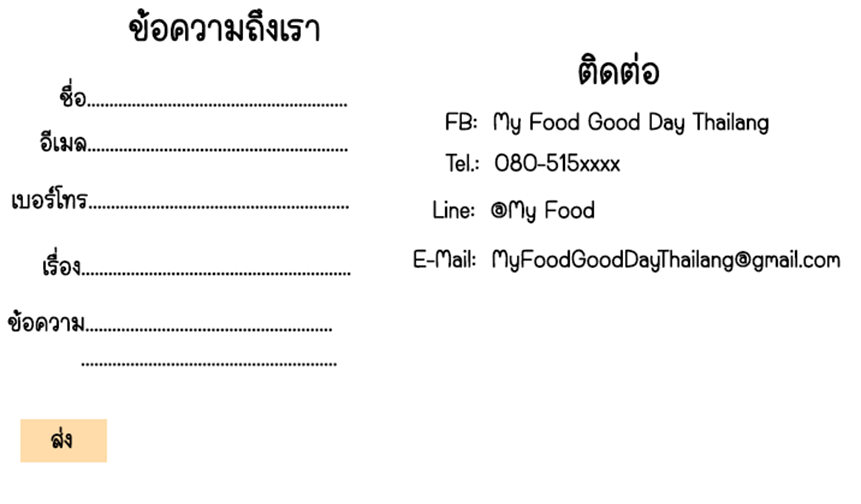 ข้อความถึงเรา
ชื่อ..........................................................
อีเมล..........................................................
เบอร์โทร..........................................................
เรื่อง............................................................
ข้อความ.......................................................
.........................................................
ส่ง
ติดต่อ
FB: My Food Good Day Thailang
Tel.: 080-515xxxx
Line: @My Food
E-Mail: MyFoodGoodDayThailang@gmail.com